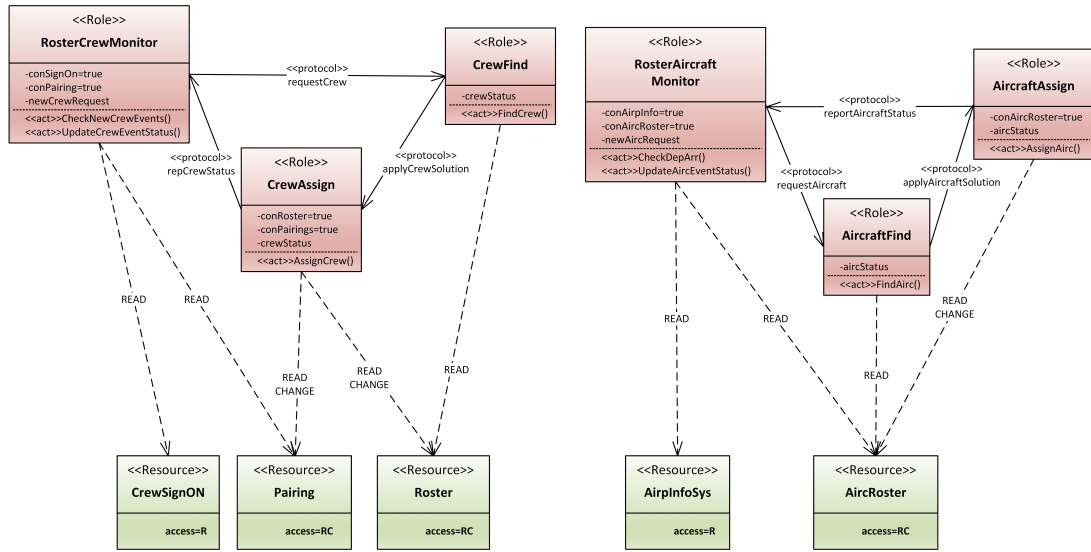 <<Role>>
RosterCrewMonitor
-conSignOn=true
-conPairing=true
-newCrewRequest
<<act>>CheckNewCrewEvents()
<<act>>UpdateCrewEventStatus()
<<protocol>>
requestCrew
<<Role>>
CrewFind
-crewStatus
<<act>>FindCrew()
<<protocol>>
repCrewStatus
<<Role>>
CrewAssign
-conRoster=true
-conPairings=true
-crewStatus
<<act>>AssignCrew()
<<protocol>>
applyCrewSolution
READ
READ
READ
CHANGE
READ
CHANGE
READ
<<Resource>>
CrewSignON
access=R
<<Resource>>
Pairing
access=RC
<<Resource>>
Roster
access=RC
<<Role>>
RosterAircraft
Monitor
-conAirpInfo=true
-conAircRoster=true
-newAircRequest
<<act>>CheckDepArr()
<<act>>UpdateAircEventStatus()
<<protocol>>
reportAircraftStatus
<<Role>>
AircraftAssign
-conAircRoster=true
-aircStatus
<<act>>AssignAirc()
<<protocol>>
requestAircraft
<<protocol>>
applyAircraftSolution
<<Role>>
AircraftFind
-aircStatus
<<act>>FindAirc()
READ
READ
READ
READ
CHANGE
<<Resource>>
AirpInfoSys
access=R
<<Resource>>
AircRoster
access=RC